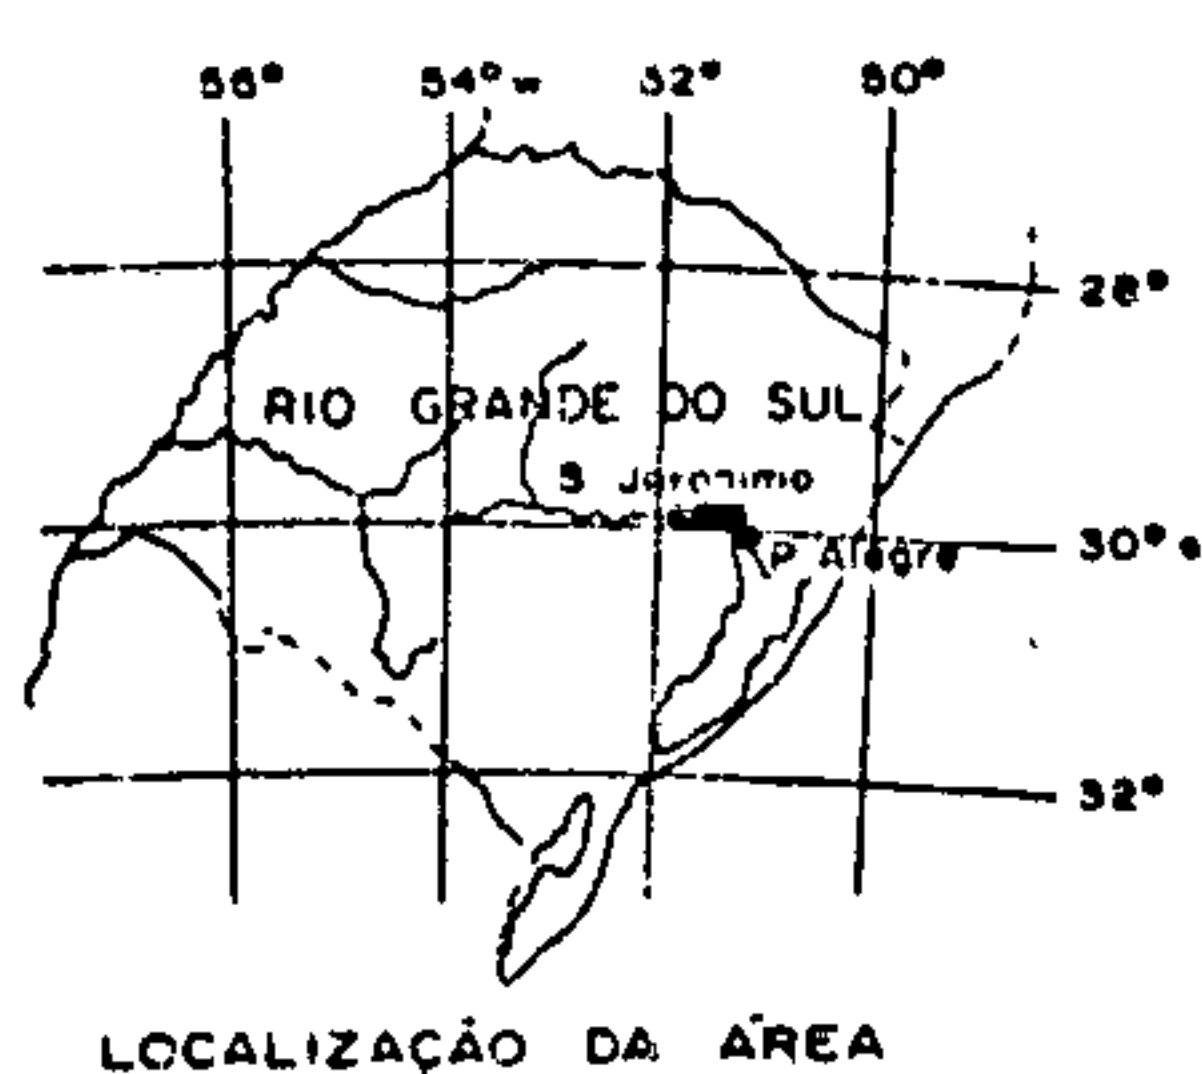 56° 54° w 52° 50°
28°
RIO GRANDE DO SUL
S Jeronimo
30° s
P. Alegre
32°
LOCALIZAÇÃO DA ÁREA